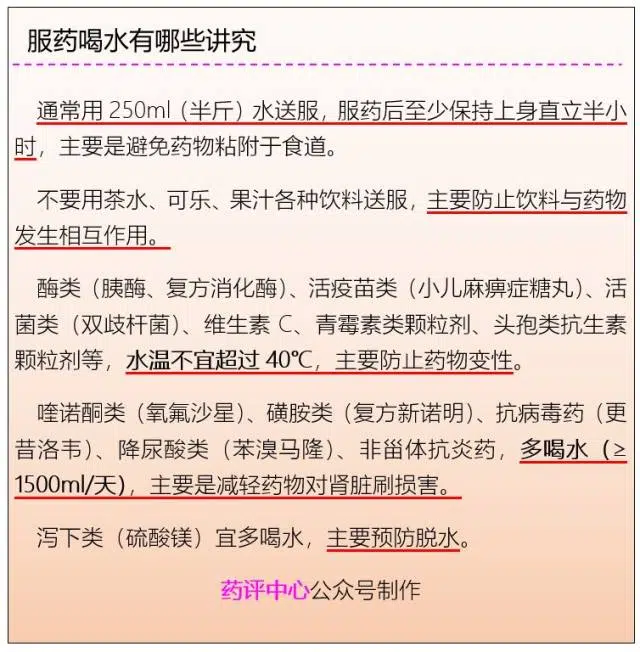 服药喝水有哪些讲究
通常用250ml（半斤）水送服，服药后至少保持上身直立半小
时，主要是避免药物粘附于食道。
不要用茶水、可乐、果汁各种饮料送服，主要防止饮料与药物
发生相互作用。
酶类（胰酶、复方消化酶）、活疫苗类（小儿麻痹症糖丸）、活
菌类（双歧杆菌）、维生素 C、青霉素类颗粒剂、头孢类抗生素
颗粒剂等，水温不宜超过 40℃，主要防止药物变性。
喹诺酮类（氧氟沙星）、磺胺类（复方新诺明）、抗病毒药（更
昔洛韦）、降尿酸类（苯溴马隆）、非甾体抗炎药，多喝水（≥
1500ml/天），主要是减轻药物对肾脏刷损害。
泻下类（硫酸镁）宜多喝水，主要预防脱水。
药评中心公众号制作